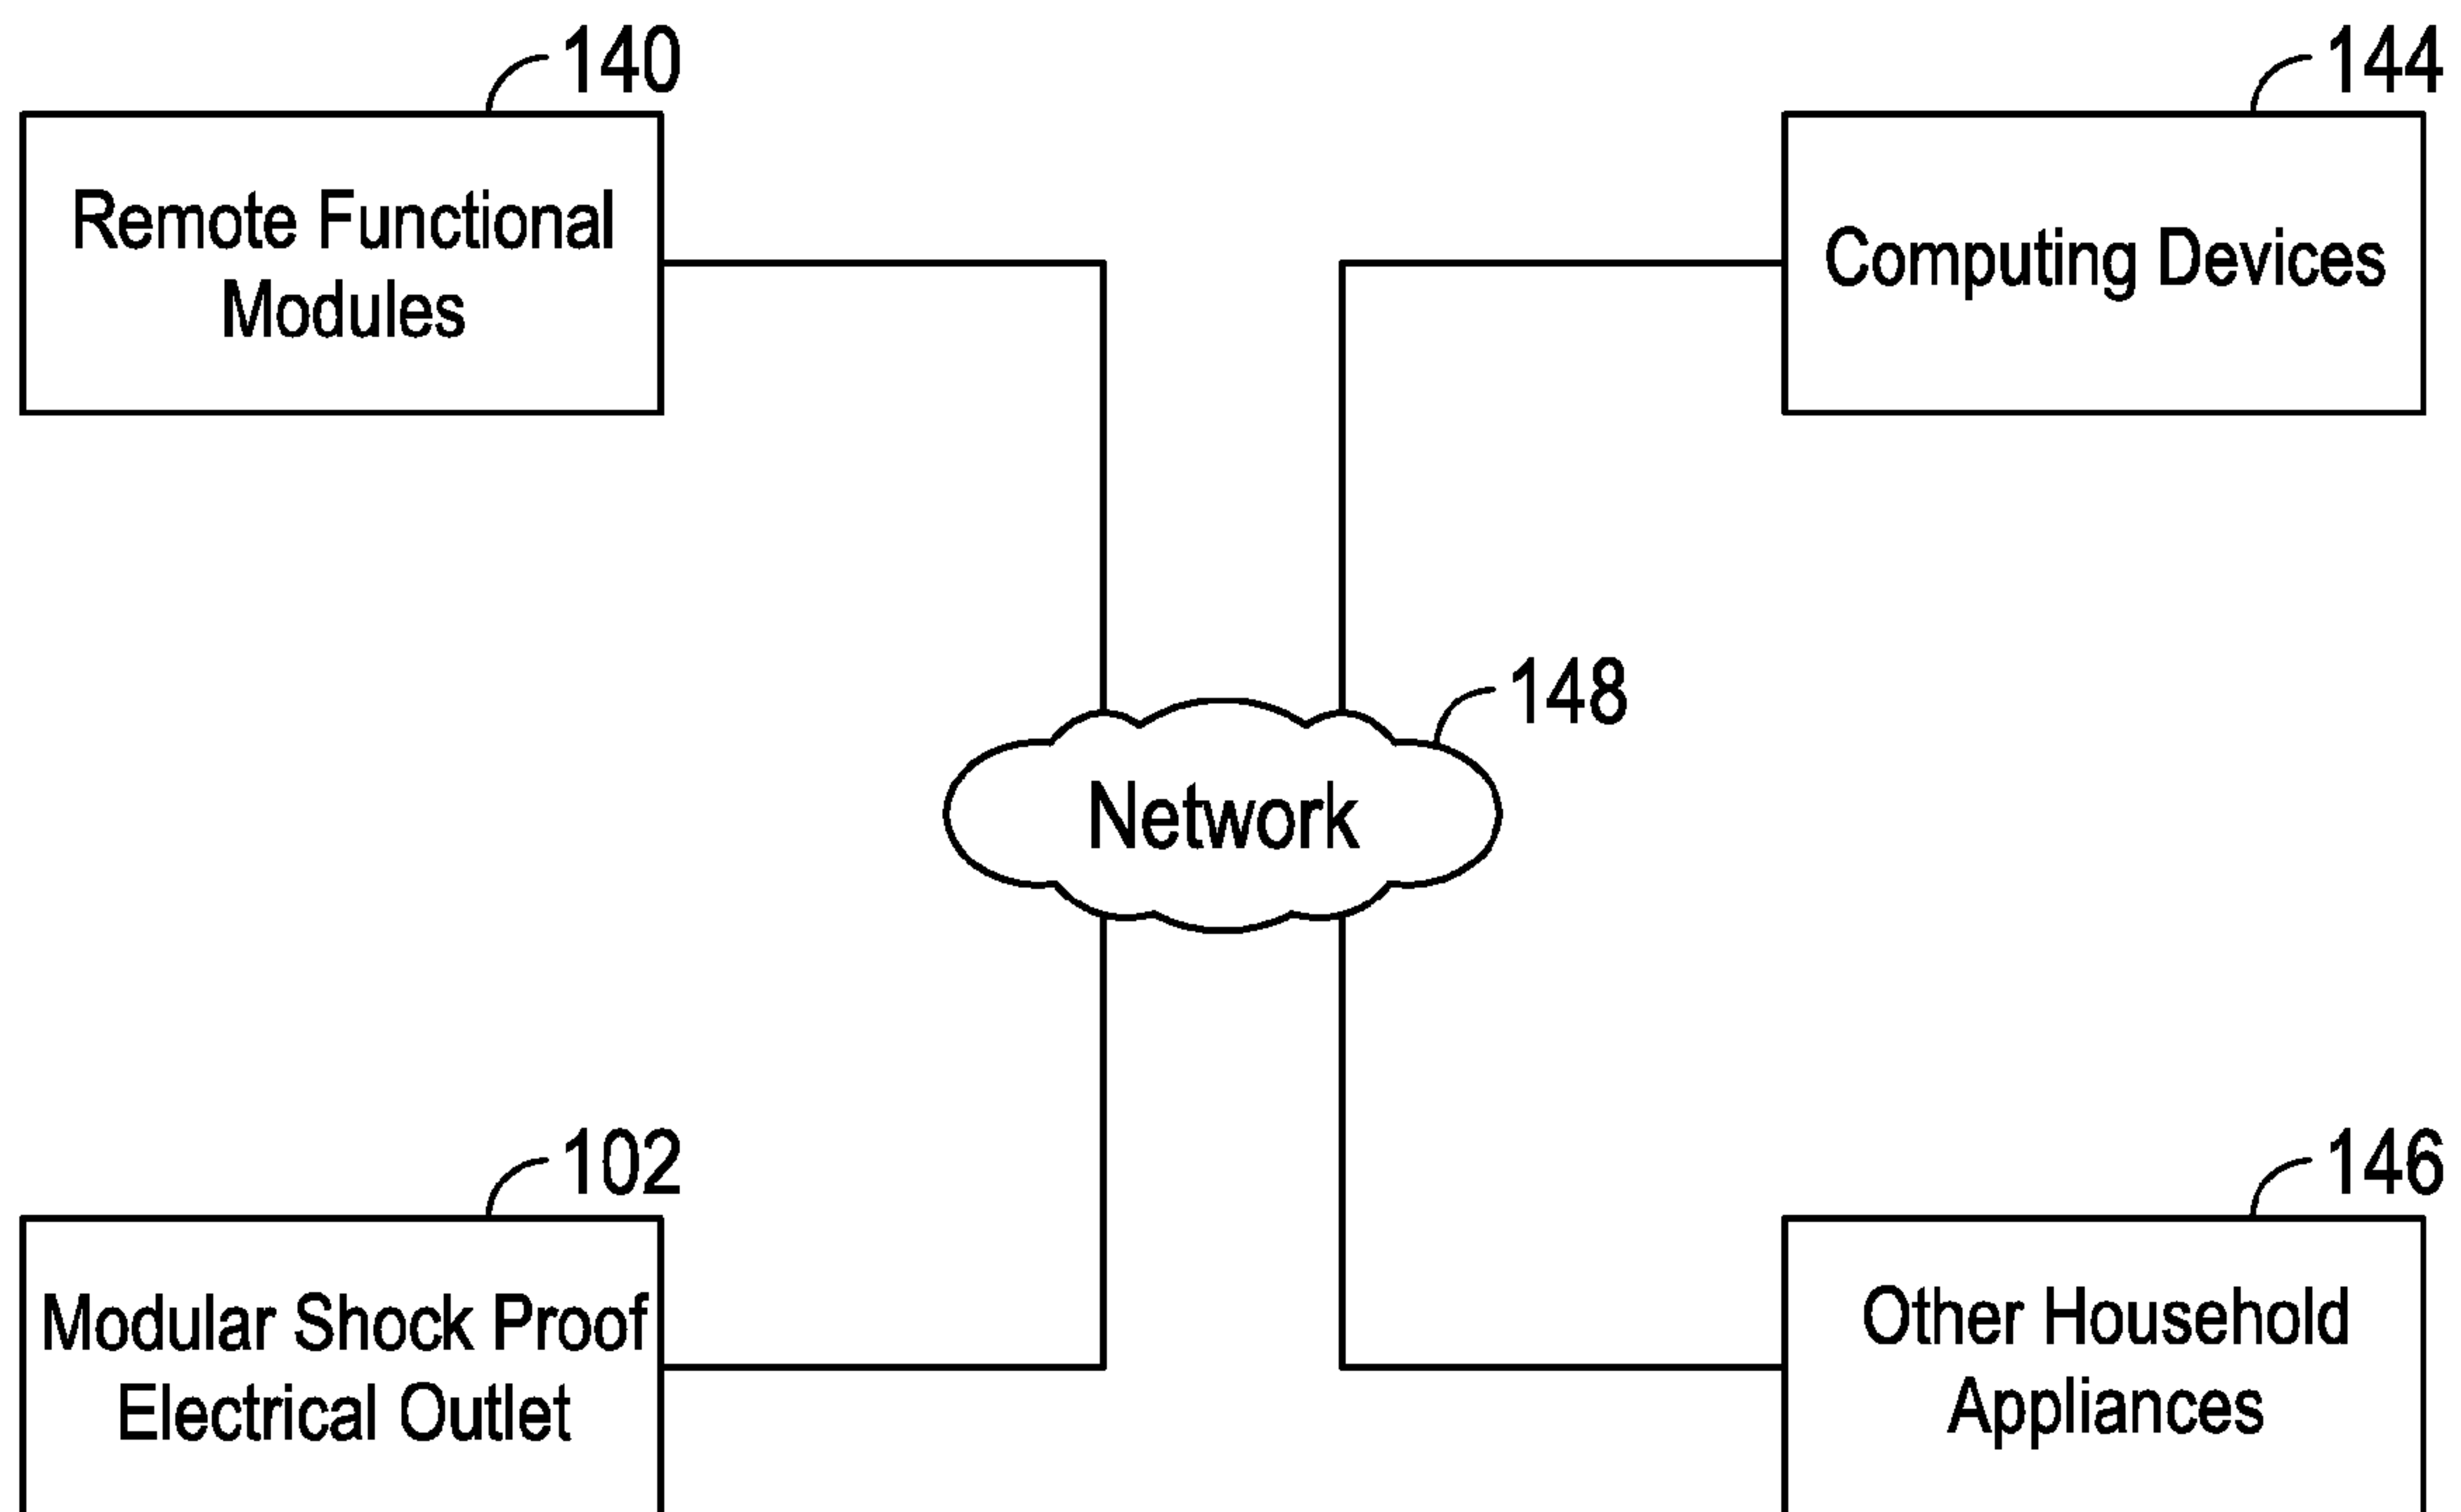 140
144
Remote Functional
Modules
Computing Devices
148
Network
102
146
Modular Shock Proof
Electrical Outlet
Other Household
Appliances